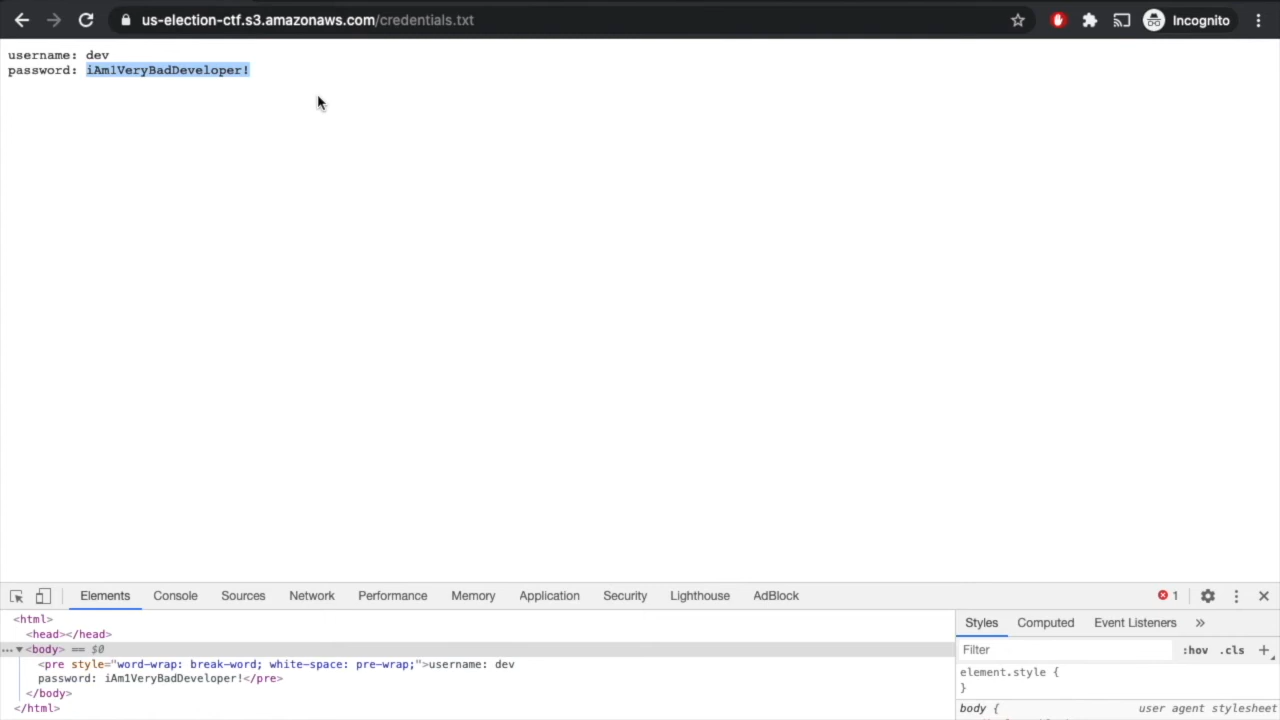 us-election-ctf.s3.amazonaws.com/credentials.txt
Incognito
username: dev
password: iAm1VeryBadDeveloper!
Elements Console Sources Network Performance Memory Application Security Lighthouse AdBlock 1
<html>
<head></head>
... ▼<body> == $0
<pre style="word-wrap: break-word; white-space: pre-wrap;">username: dev
password: iAm1VeryBadDeveloper!</pre>
</body>
</html>
Styles Computed Event Listeners »
Filter :hov .cls +
element.style {
}
body { user agent stylesheet